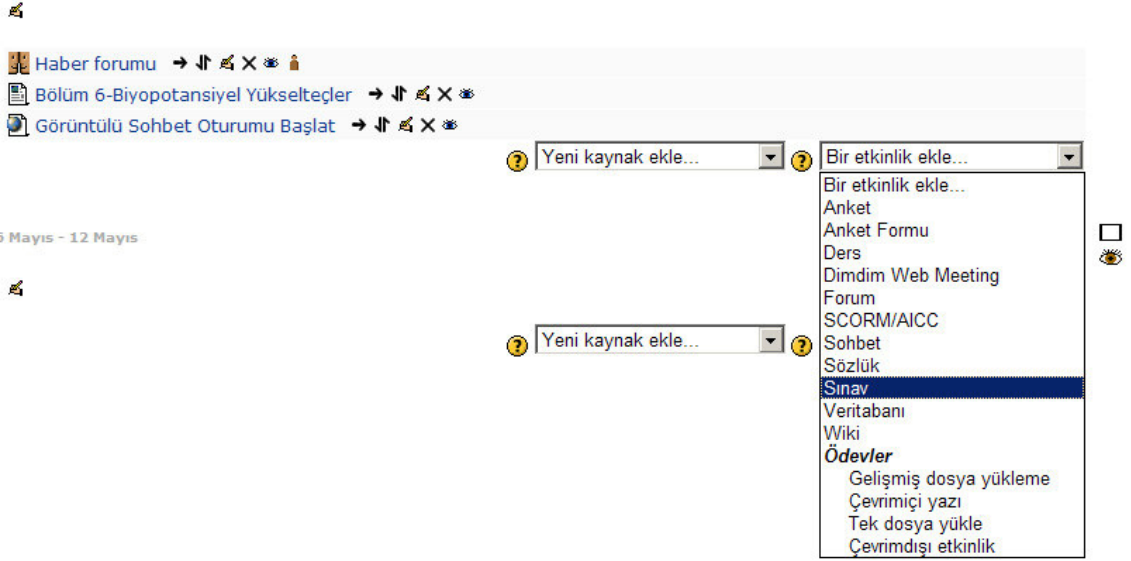 Haber forumu
Bölüm 6-Biyopotansiyel Yükselteçler
Görüntülü Sohbet Oturumu Başlat
Yeni kaynak ekle... Bir etkinlik ekle...
Bir etkinlik ekle...
Anket
Anket Formu
Mayıs - 12 Mayıs
Ders
Dimdim Web Meeting
Forum
SCORM/AICC
Yeni kaynak ekle... Sohbet
Sözlük
Sınav
Veritabanı
Wiki
Ödevler
Gelişmiş dosya yükleme
Çevrimiçi yazı
Tek dosya yükle
Çevrimdışı etkinlik